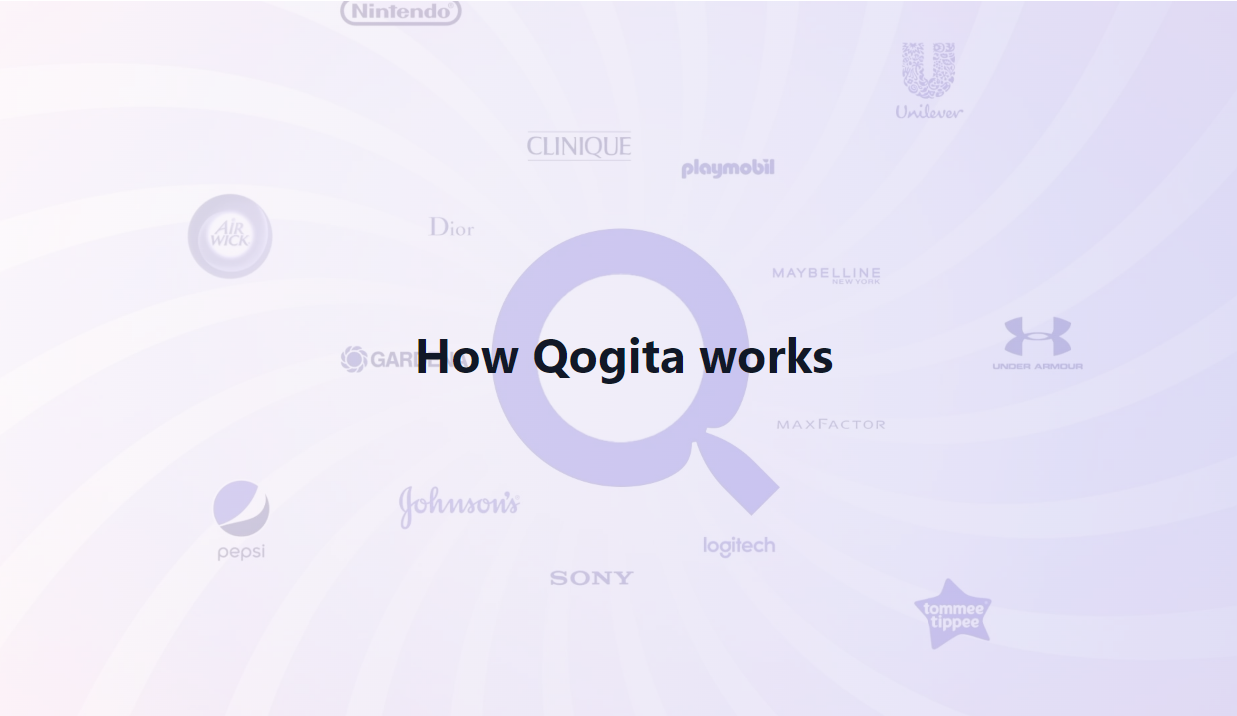 Nintendo
Unilever
CLINIQUE
playmobil
AiR
WICK
Dior
MAYBELLINE
NEW YORK
GARDENA
How Qogita works
UNDER ARMOUR
MAXFACTOR
Johnson's
pepsi
logitech
SONY
tommee
tippee